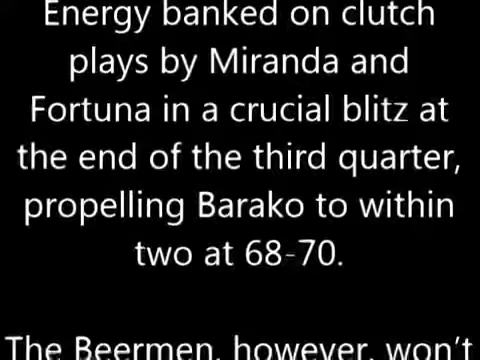 Energy banked on clutch
plays by Miranda and
Fortuna in a crucial blitz at
the end of the third quarter,
propelling Barako to within
two at 68-70.
The Beermen, however, won't